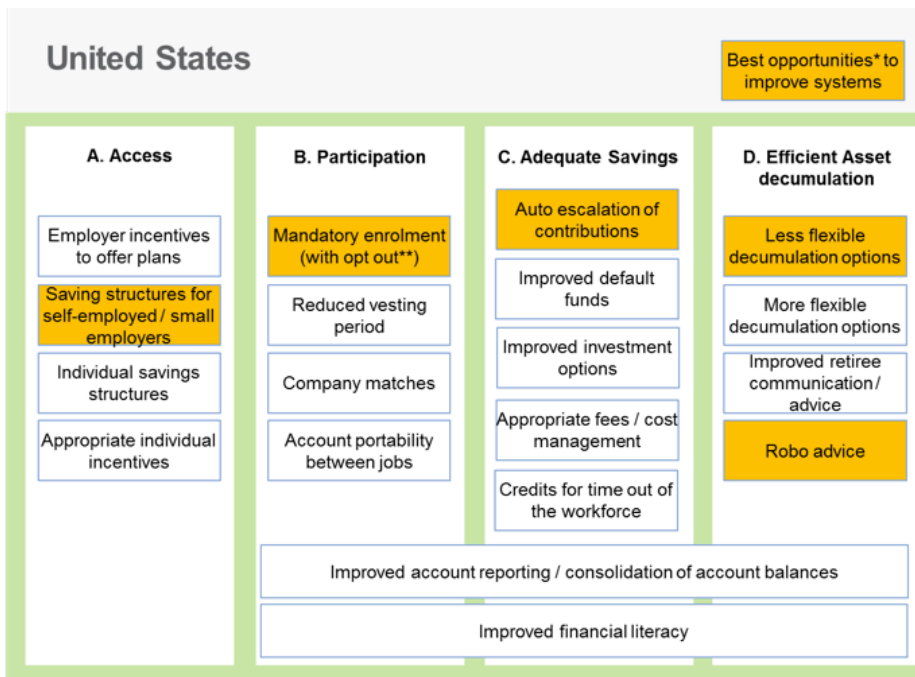 United States
Best opportunities* to
improve systems
A. Access
Employer incentives
to offer plans
Saving structures for
self-employed / small
employers
Individual savings
structures
Appropriate individual
incentives
B. Participation
Mandatory enrolment
(with opt out**)
Reduced vesting
period
Company matches
Account portability
between jobs
C. Adequate Savings
Auto escalation of
contributions
Improved default
funds
Improved investment
options
Appropriate fees / cost
management
Credits for time out of
the workforce
D. Efficient Asset
decumulation
Less flexible
decumulation options
More flexible
decumulation options
Improved retiree
communication /
advice
Robo advice
Improved account reporting / consolidation of account balances
Improved financial literacy